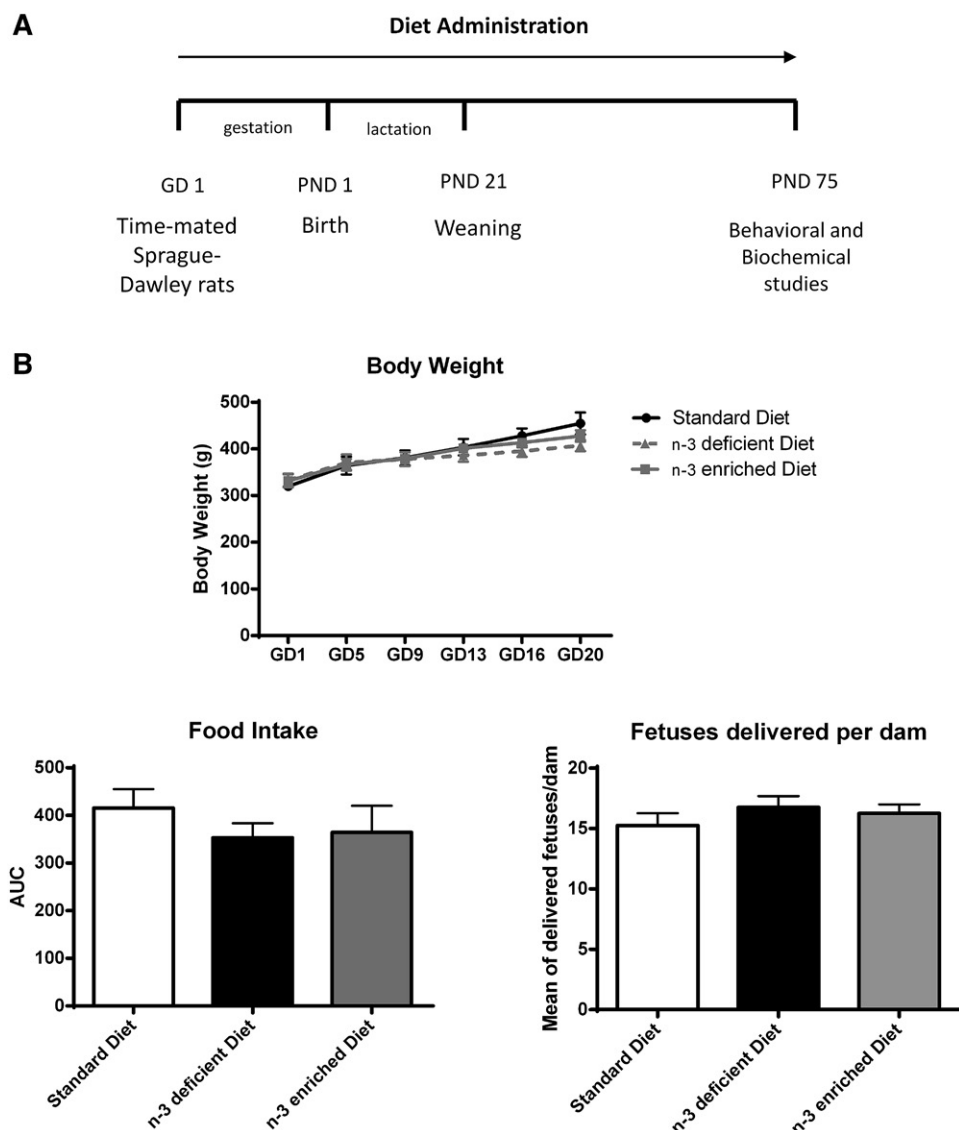 A
Diet Administration
gestation
lactation
GD 1
PND 1
PND 21
PND 75
Time-mated
Sprague-
Dawley rats
Birth
Weaning
Behavioral and
Biochemical
studies
B
Body Weight
Body Weight (g)
500
400
300
200
100
0
GD1 GD5 GD9 GD13 GD16 GD20
Standard Diet
n-3 deficient Diet
n-3 enriched Diet
Food Intake
AUC
500
400
300
200
100
0
Standard Diet
n-3 deficient Diet
n-3 enriched Diet
Fetuses delivered per dam
Mean of delivered fetuses/dam
20
15
10
5
0
Standard Diet
n-3 deficient Diet
n-3 enriched Diet